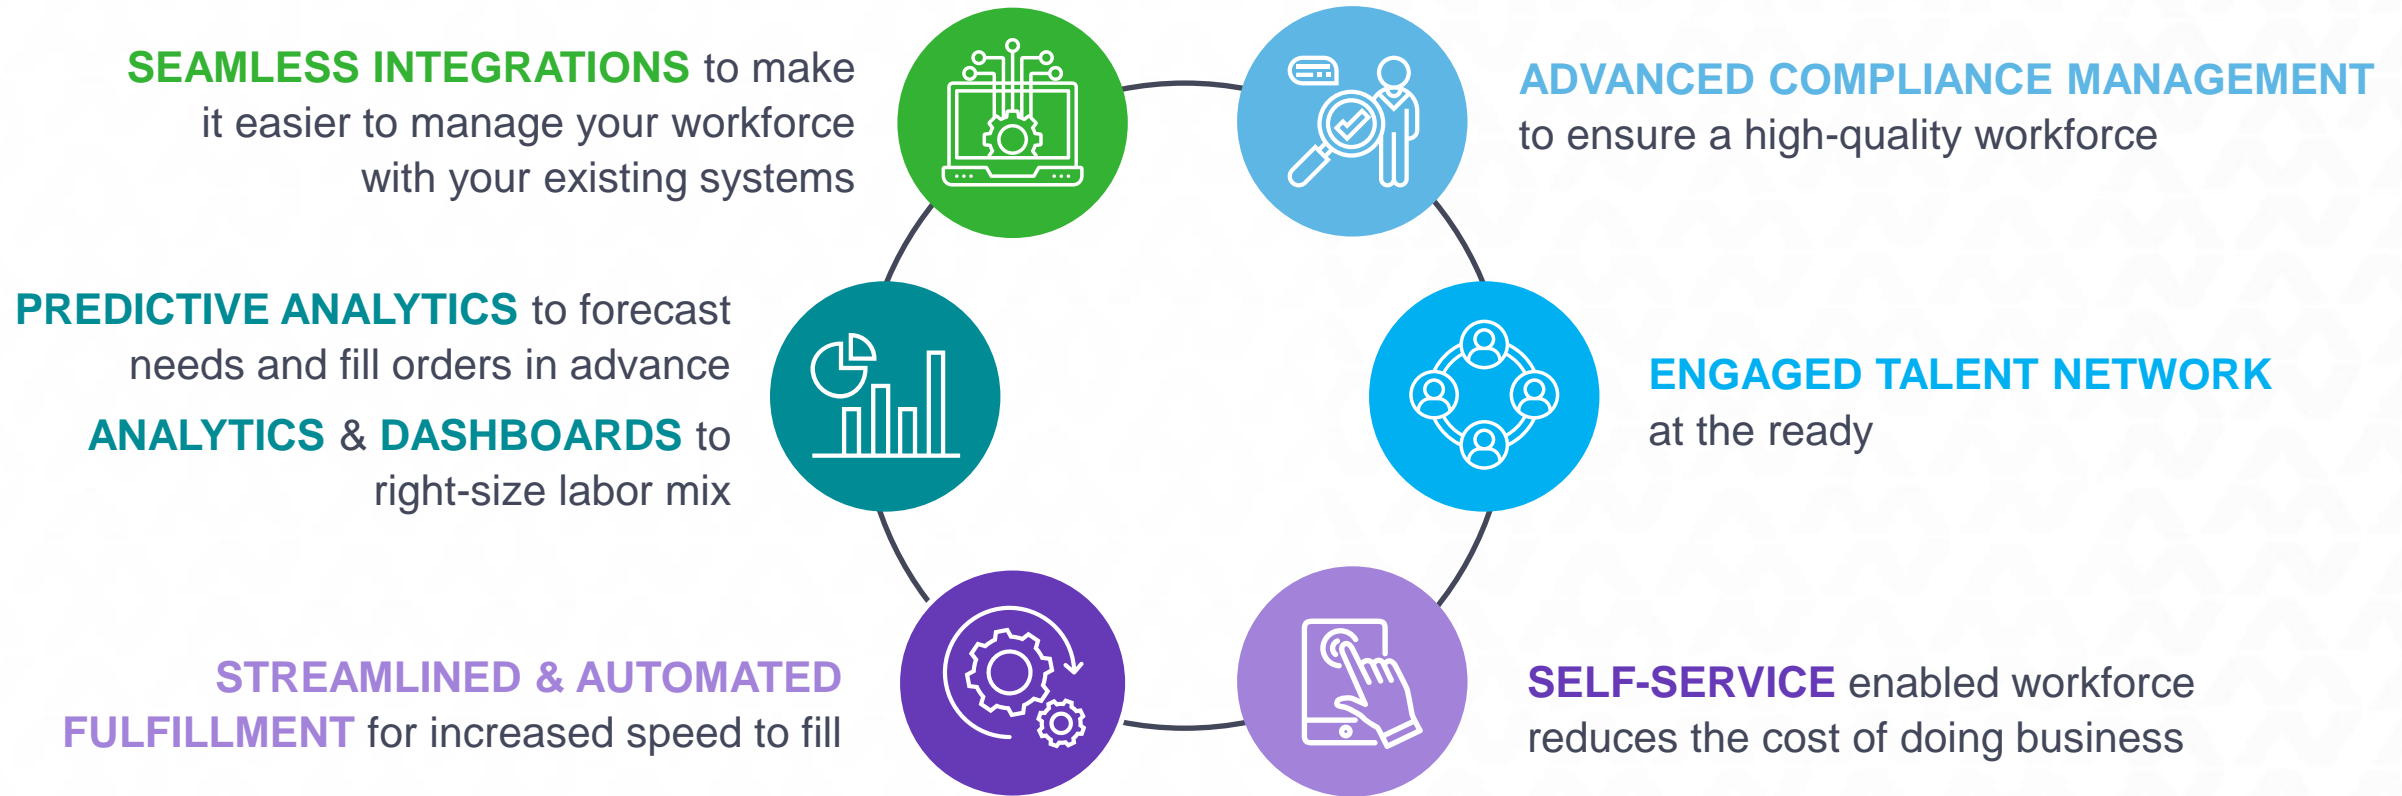 SEAMLESS INTEGRATIONS to make
it easier to manage your workforce
with your existing systems
ADVANCED COMPLIANCE MANAGEMENT
to ensure a high-quality workforce
PREDICTIVE ANALYTICS to forecast
needs and fill orders in advance
ANALYTICS & DASHBOARDS to
right-size labor mix
ENGAGED TALENT NETWORK
at the ready
STREAMLINED & AUTOMATED
FULFILLMENT for increased speed to fill
SELF-SERVICE enabled workforce
reduces the cost of doing business